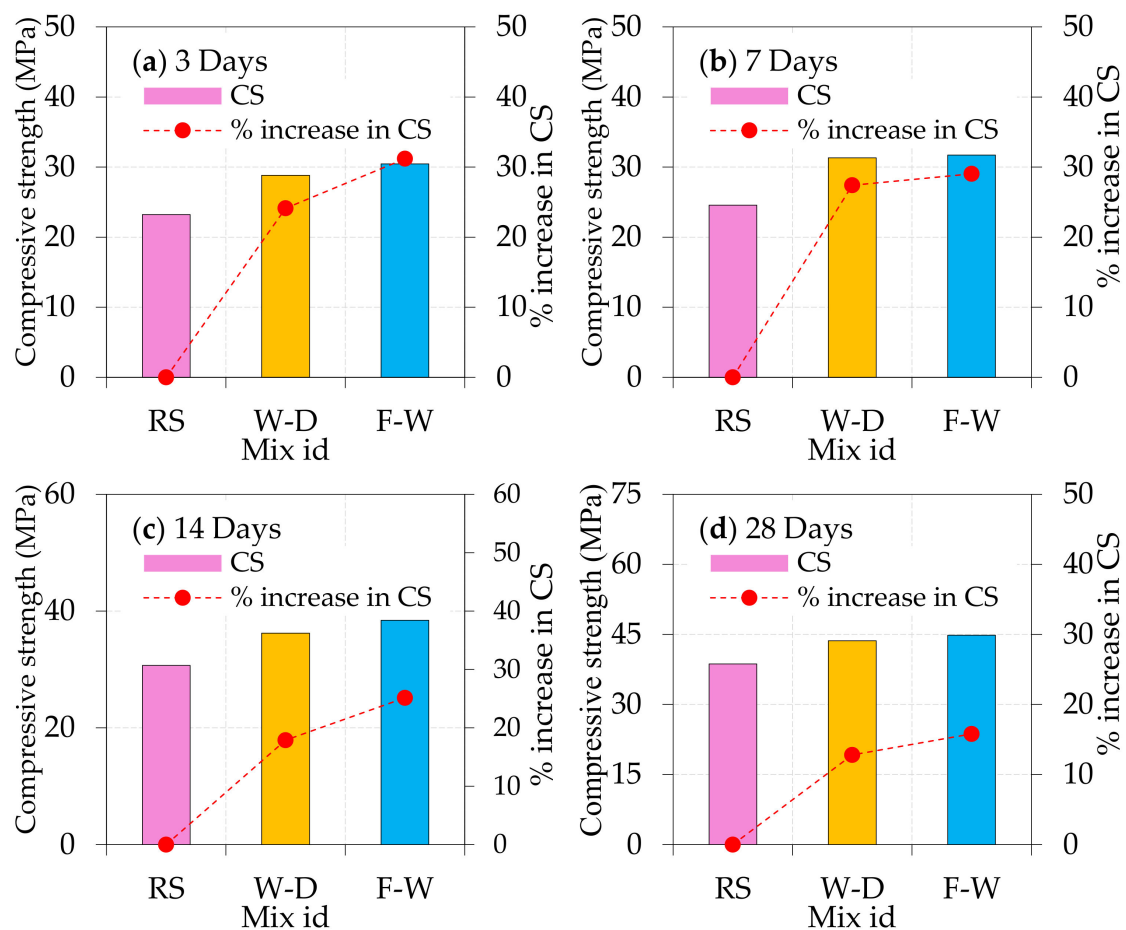 (a) 3 Days
CS
% increase in CS
Compressive strength (MPa)
50
40
30
20
10
0
% increase in CS
50
40
30
20
10
0
RS W-D F-W
Mix id
(b) 7 Days
CS
% increase in CS
Compressive strength (MPa)
50
40
30
20
10
0
% increase in CS
50
40
30
20
10
0
RS W-D F-W
Mix id
(c) 14 Days
CS
% increase in CS
Compressive strength (MPa)
60
40
20
0
% increase in CS
60
50
40
30
20
10
0
RS W-D F-W
Mix id
(d) 28 Days
CS
% increase in CS
Compressive strength (MPa)
75
60
45
30
15
0
% increase in CS
50
40
30
20
10
0
RS W-D F-W
Mix id